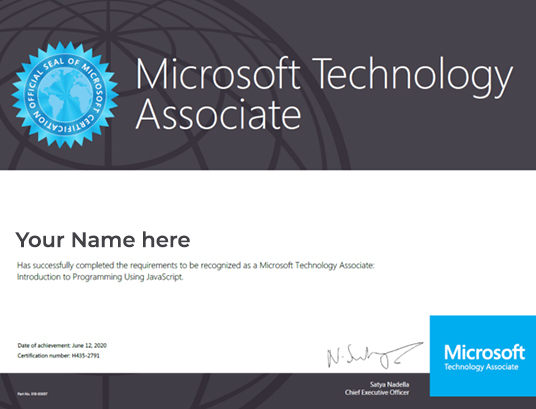 OFFICIAL SEAL OF MICROSOFT CERTIFICATION
Microsoft Technology
Associate
Your Name here
Has successfully completed the requirements to be recognized as a Microsoft Technology Associate:
Introduction to Programming Using JavaScript.
Date of achievement: June 12, 2020
Certification number: H435-2791
Satya Nadella
Chief Executive Officer
Part No.
Microsoft
Technology Associate